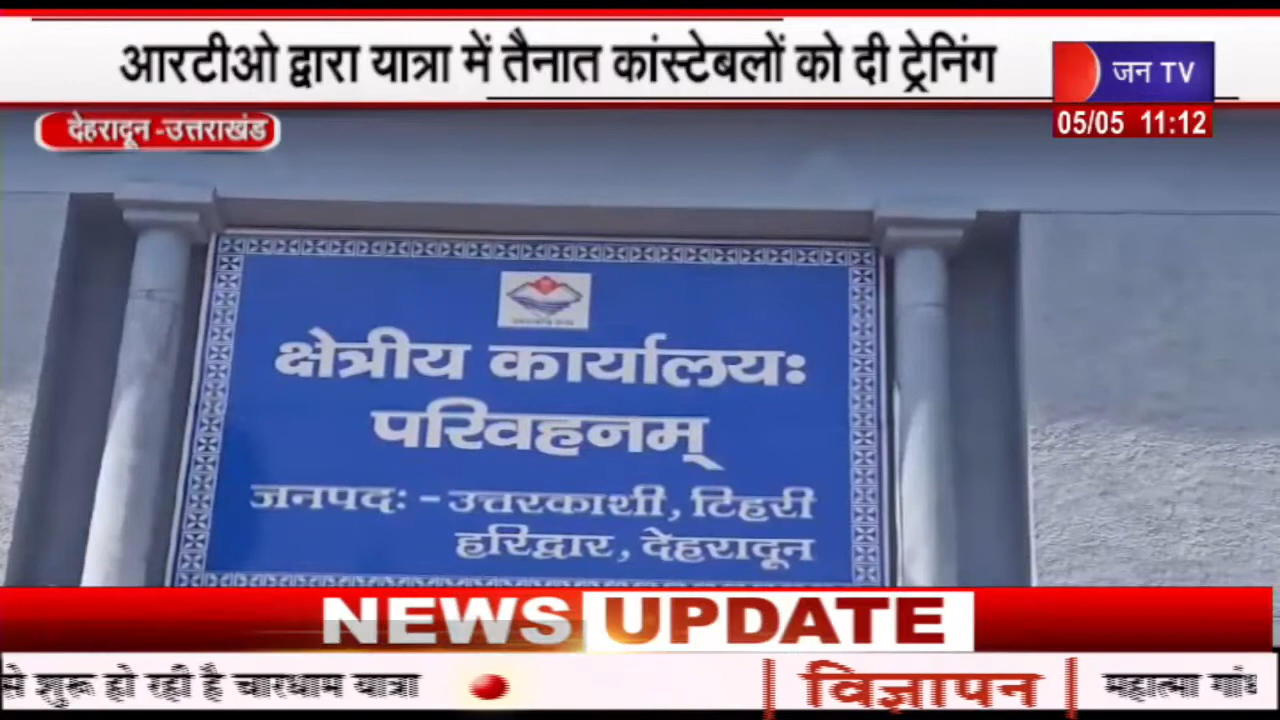 आरटीओ द्वारा यात्रा में तैनात कांस्टेबलों को दी ट्रेनिंग
जन TV
05/05 11:12
देहरादून -उत्तराखंड
क्षेत्रीय कार्यालयः
परिवहनम्
जनपदः - उत्तरकाशी, टिहरी
हरिद्वार, देहरादून
NEWS UPDATE
से शुरू हो रही है चारधाम यात्रा
विज्ञापन
महात्मा